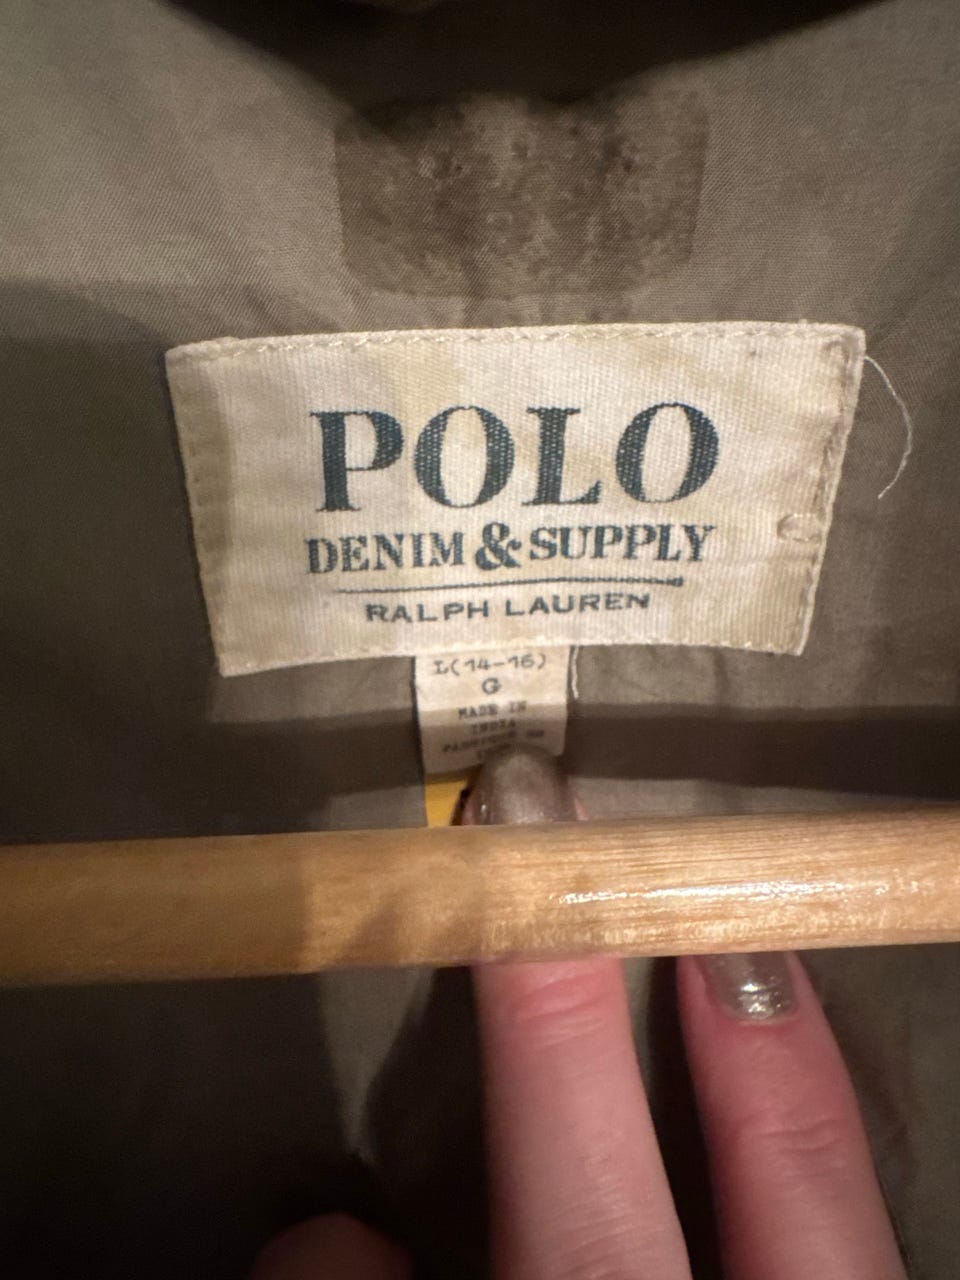 POLO
DENIM & SUPPLY
RALPH LAUREN
L(14-16)
G
MADE IN
INDIA